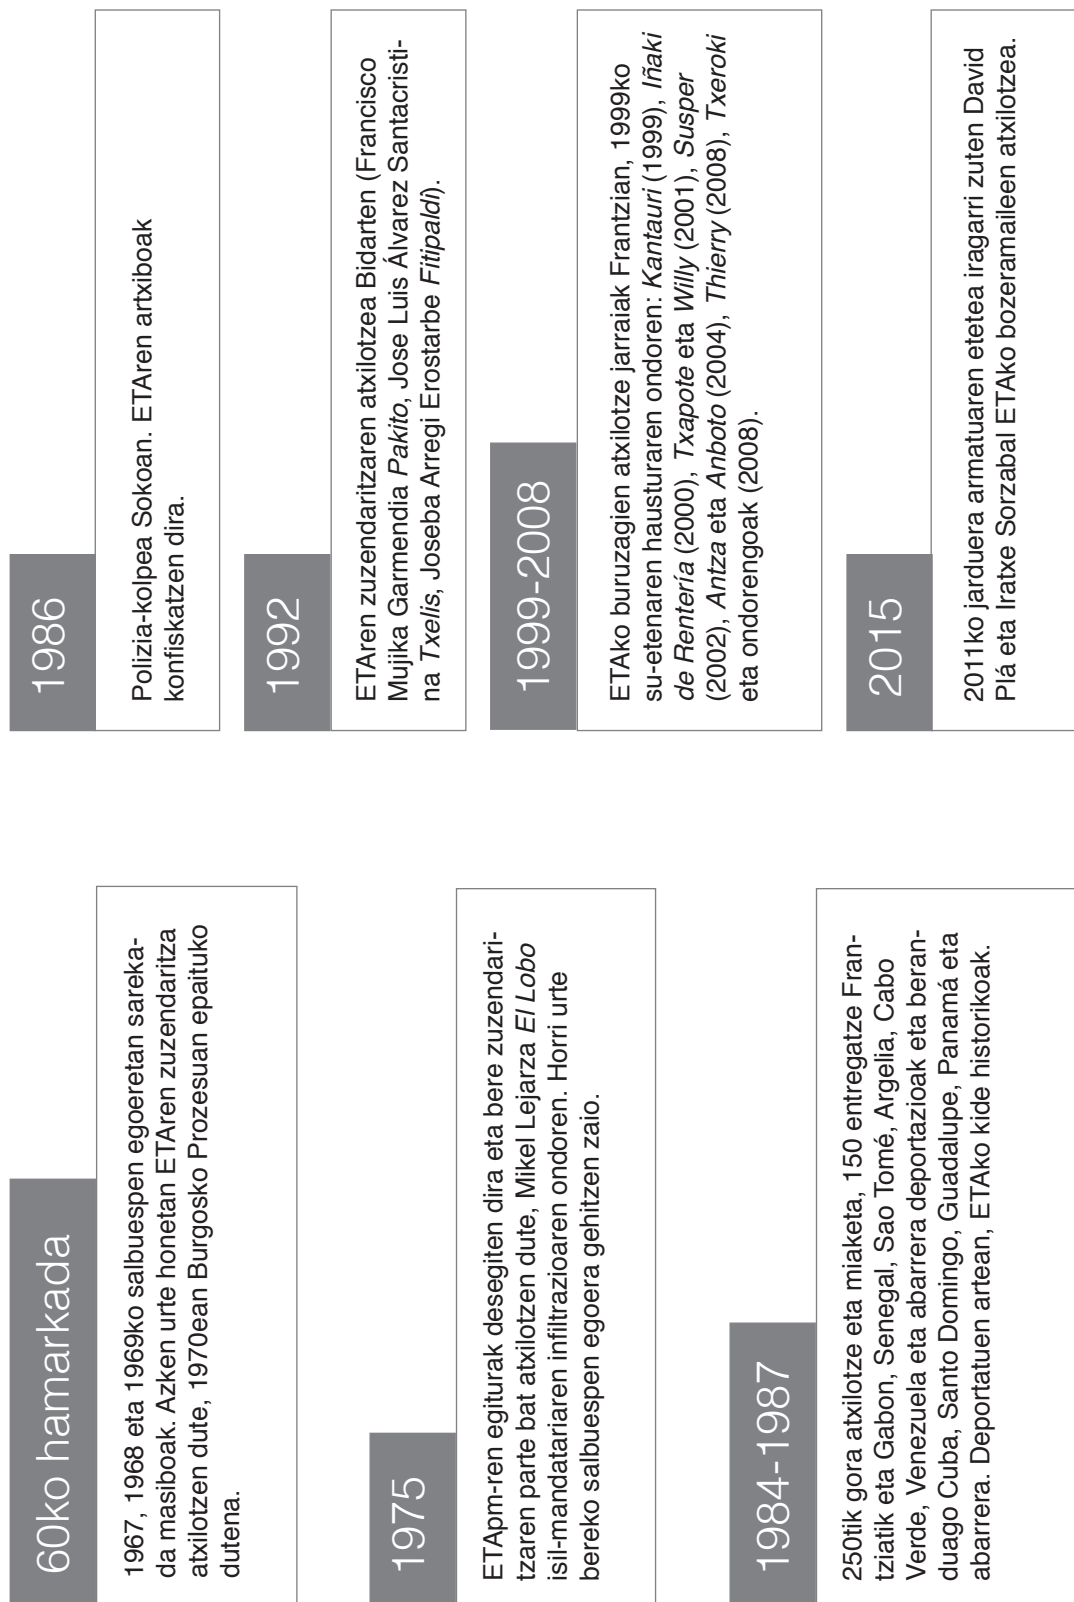 60ko hamarkada
1967, 1968 eta 1969ko salbuespen egoeretan sareka-
da masiboak. Azken urte honetan ETAren zuzendaritza
atxilotzen dute, 1970ean Burgosko Prozesuan epaituko
dutena.
1975
ETApm-ren egiturak desegiten dira eta bere zuzendari-
tzaren parte bat atxilotzen dute, Mikel Lejarza El Lobo
isil-mandatariaren infiltrazioaren ondoren. Horri urte
bereko salbuespen egoera gehitzen zaio.
1984-1987
250tik gora atxilotze eta miaketa, 150 entregatze Fran-
tziatik eta Gabon, Senegal, Sao Tomé, Argelia, Cabo
Verde, Venezuela eta abarrera deportazioak eta beran-
duago Cuba, Santo Domingo, Guadalupe, Panamá eta
abarrera. Deportatuen artean, ETAko kide historikoak.
1986
Polizia-kolpea Sokoan. ETAren artxiboak
konfiskatzen dira.
1992
ETAren zuzendaritzaren atxilotzea Bidarten (Francisco
Mujika Garmendia Pakito, Jose Luis Álvarez Santacristi-
na Txelis, Joseba Arregi Erostarbe Fitipaldi).
1999-2008
ETAko buruzagien atxilotze jarraiak Frantzian, 1999ko
su-etenaren hausturaren ondoren: Kantauri (1999), Iñaki
de Rentería (2000), Txapote eta Willy (2001), Susper
(2002), Antza eta Anboto (2004), Thierry (2008), Txeroki
eta ondorengoak (2008).
2015
2011ko jarduera armatuaren etetea iragarri zuten David
Plá eta Iratxe Sorzabal ETAko bozeramaileen atxilotzea.